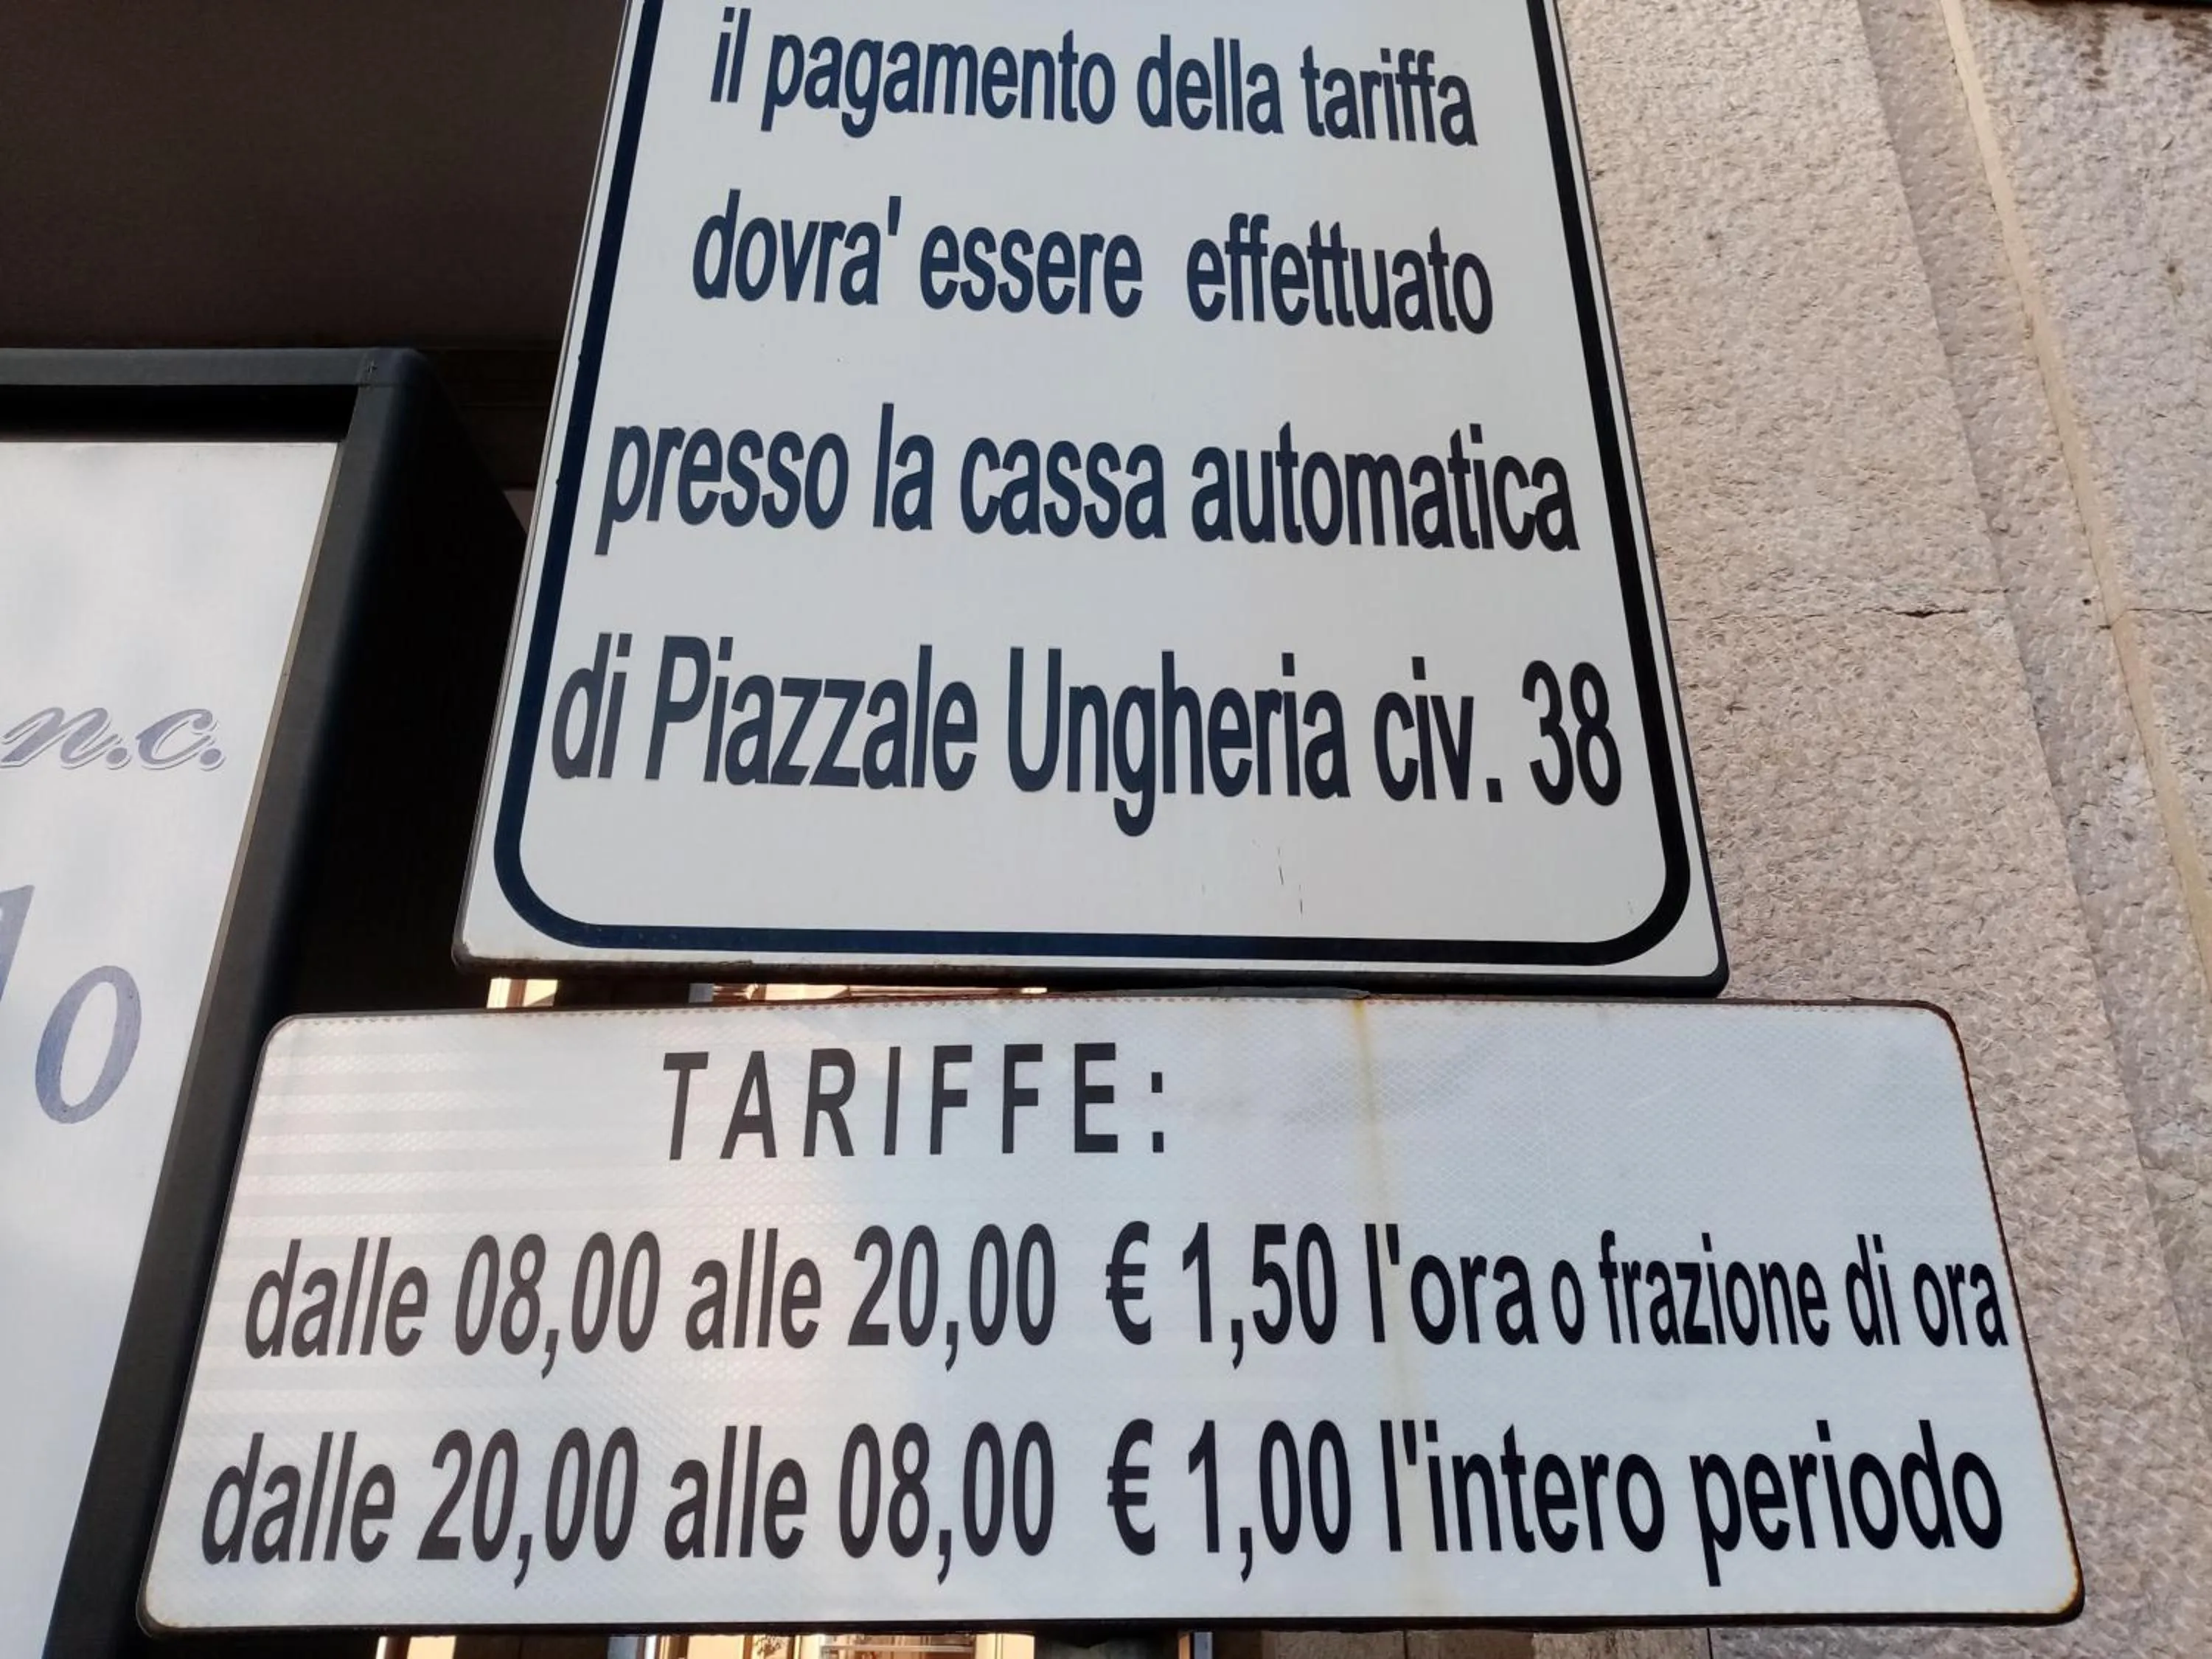 il pagamento della tariffa
dovra' essere effettuato
presso la cassa automatica
di Piazzale Ungheria civ. 38
n.c.
lo
TARIFFE:
dalle 08,00 alle 20,00 € 1,50 l'ora o frazione di ora
dalle 20,00 alle 08,00 € 1,00 l'intero periodo